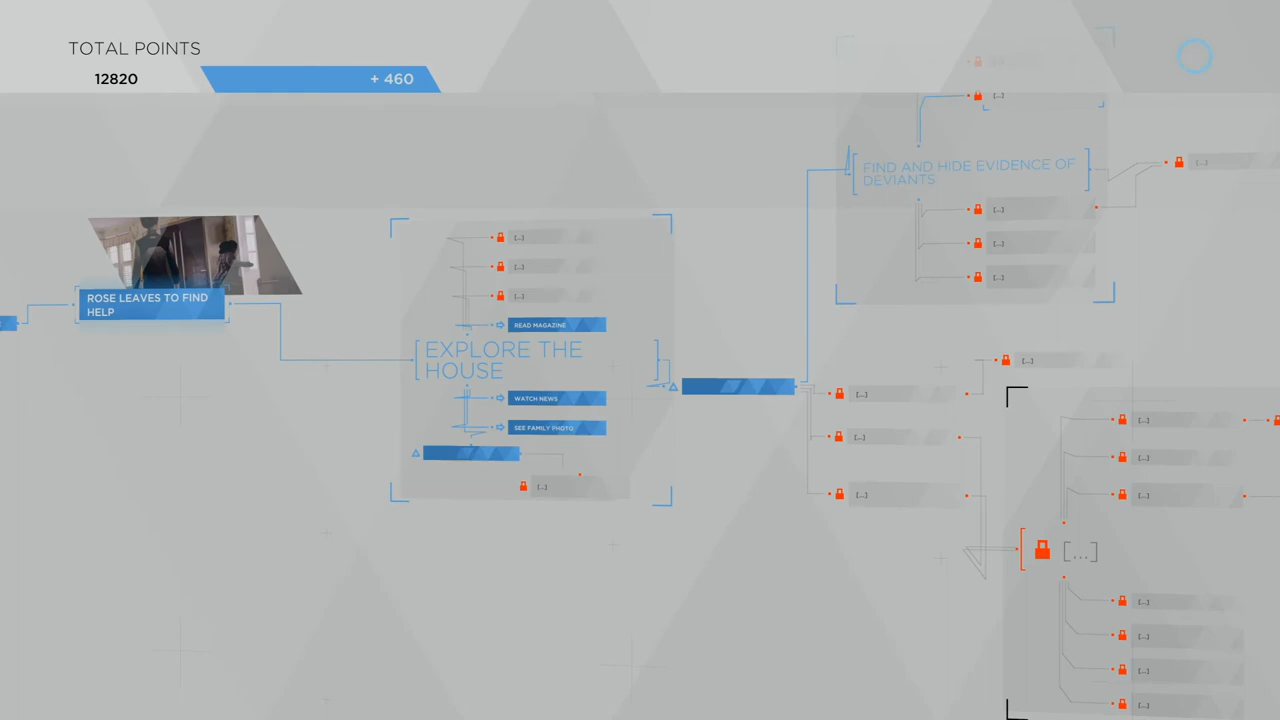 TOTAL POINTS
12820
+ 460
[...]
[...]
FIND AND HIDE EVIDENCE OF
DEVIANTS
[...]
[...]
[...]
[...]
ROSE LEAVES TO FIND
HELP
[...]
[...]
[...]
READ MAGAZINE
EXPLORE THE
HOUSE
WATCH NEWS
SEE FAMILY PHOTO
[...]
[...]
[...]
[...]
[...]
[...]
[...]
[...]
[...]
[...]
[...]
[...]
[...]